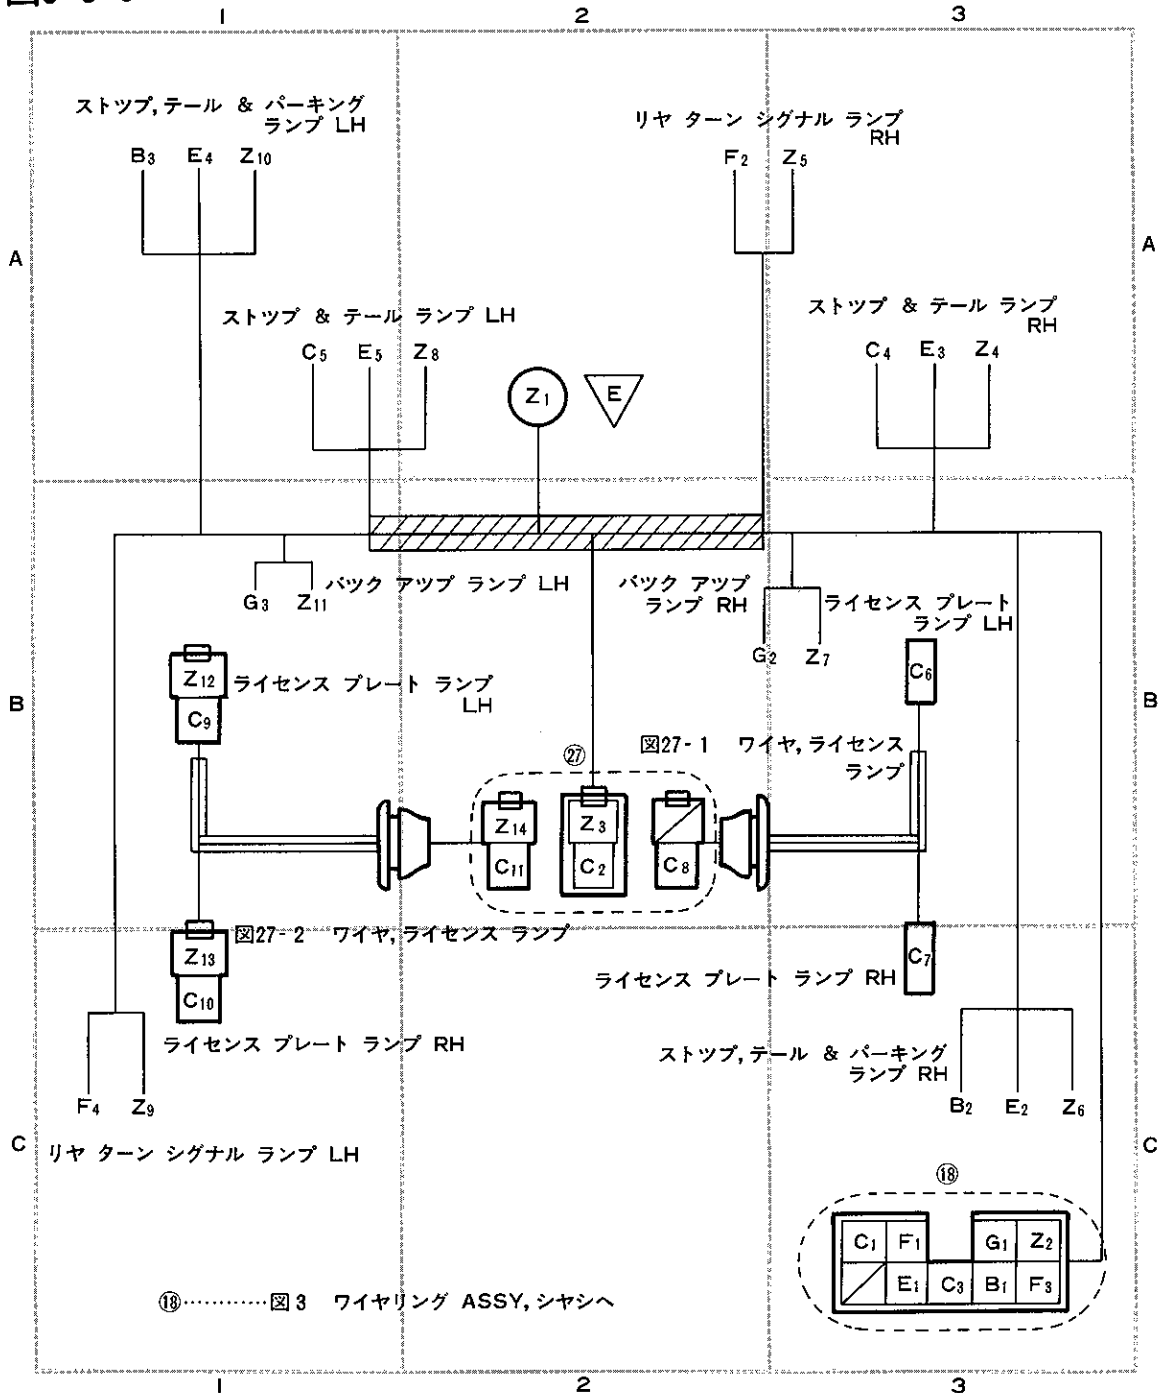 1 2 3
ストツプ,テール & パーキング
ランプ LH
B3 E4 Z10
リヤ ターン シグナル ランプ
RH
F2 Z5
A A
ストツプ & テール ランプ LH
C5 E5 Z8
Z1 E
ストツプ & テール ランプ
RH
C4 E3 Z4
バツク アツプ ランプ LH
G3 Z11
バツク アツプ
ランプ RH
G2 Z7
ライセンス プレート
ランプ LH
C6
Z12
C9
ライセンス プレート ランプ
LH
B B
㉗
図27-1 ワイヤ,ライセンス
ランプ
Z14 Z3
C11 C2 C8
図27-2 ワイヤ,ライセンス ランプ
Z13
C10
ライセンス プレート ランプ RH
C7
ライセンス プレート ランプ RH
ストツプ,テール & パーキング
ランプ RH
B2 E2 Z6
F4 Z9
リヤ ターン シグナル ランプ LH
C C
⑱
C1 F1 G1 Z2
E1 C3 B1 F3
⑱…………図3 ワイヤリング ASSY,シヤシへ
1 2 3